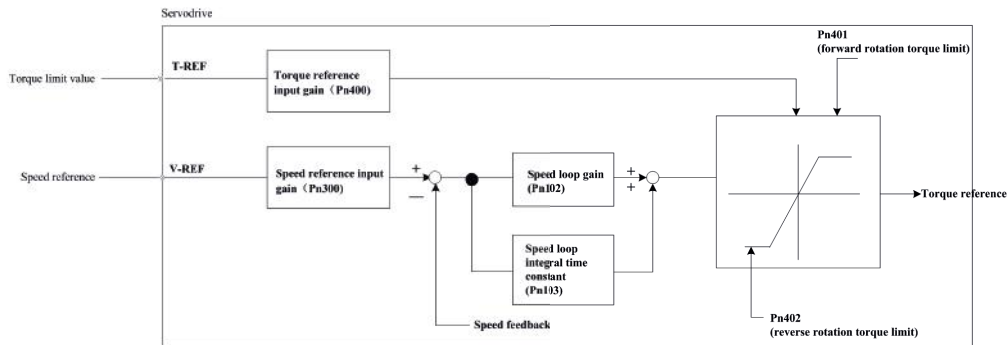 Servodrive
Pn401
(forward rotation torque limit)
Torque limit value
T-REF
Torque reference
input gain（Pn400）
Speed reference
V-REF
Speed reference input
gain（Pn300）
+
—
Speed loop gain
(Pn102)
+
+
Torque reference
Speed loop
integral time
constant
(Pn103)
Speed feedback
Pn402
(reverse rotation torque limit)